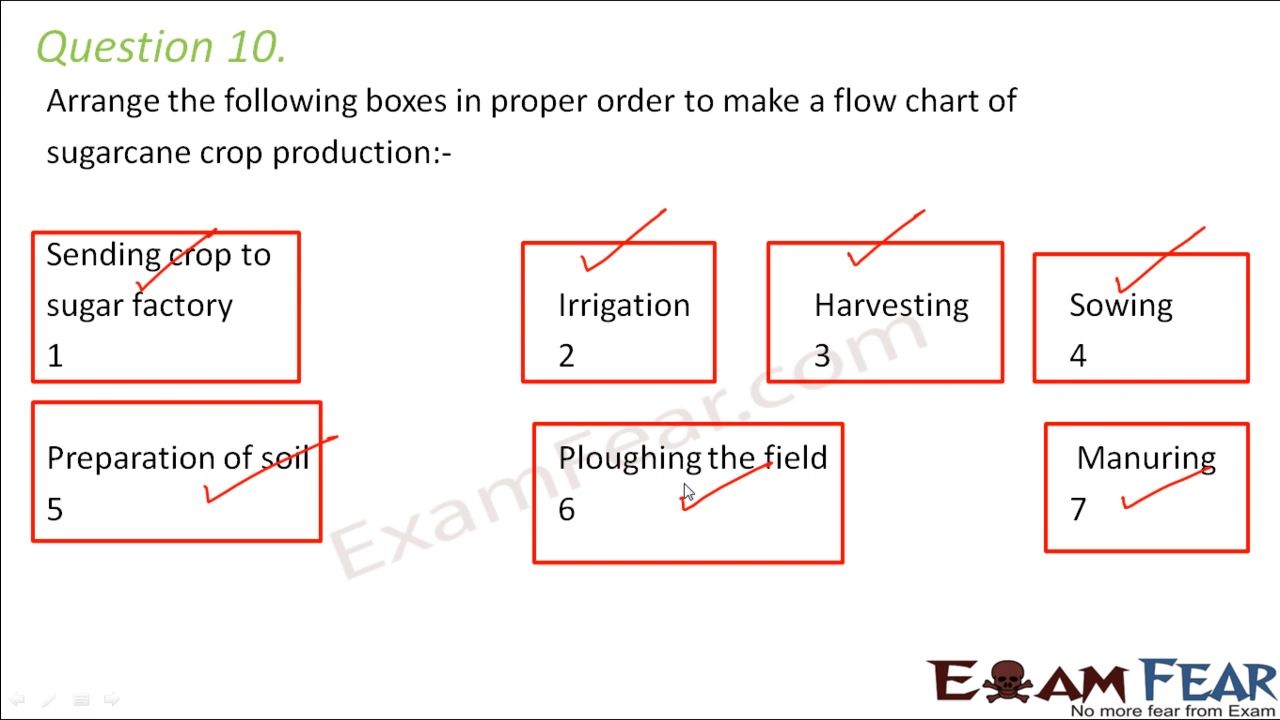 Question 10.
Arrange the following boxes in proper order to make a flow chart of
sugarcane crop production:-
Sending crop to
sugar factory
1
Irrigation
2
Harvesting
3
Sowing
4
Preparation of soil
5
Ploughing the field
6
Manuring
7
ExamFear.com
EXAM FEAR
No more fear from Exam